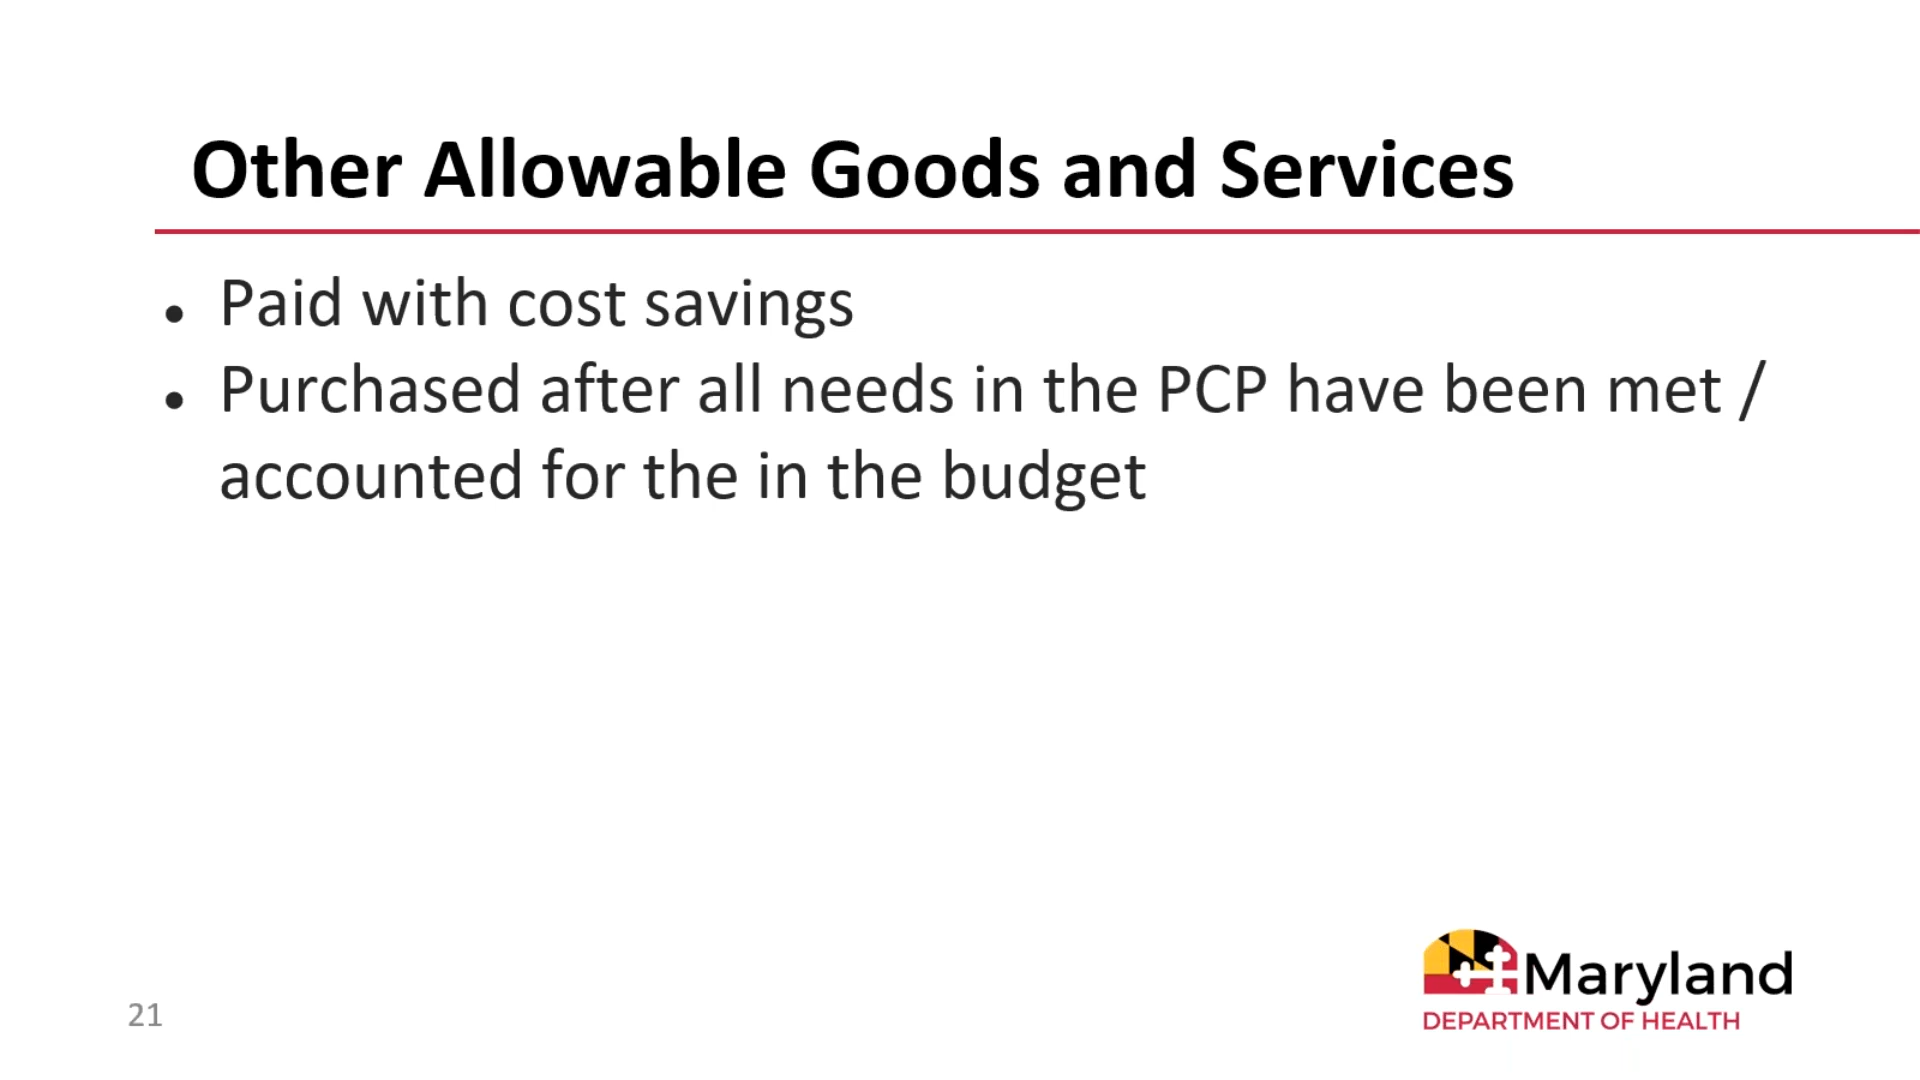 Other Allowable Goods and Services
• Paid with cost savings
• Purchased after all needs in the PCP have been met /
accounted for the in the budget
21
Maryland
DEPARTMENT OF HEALTH